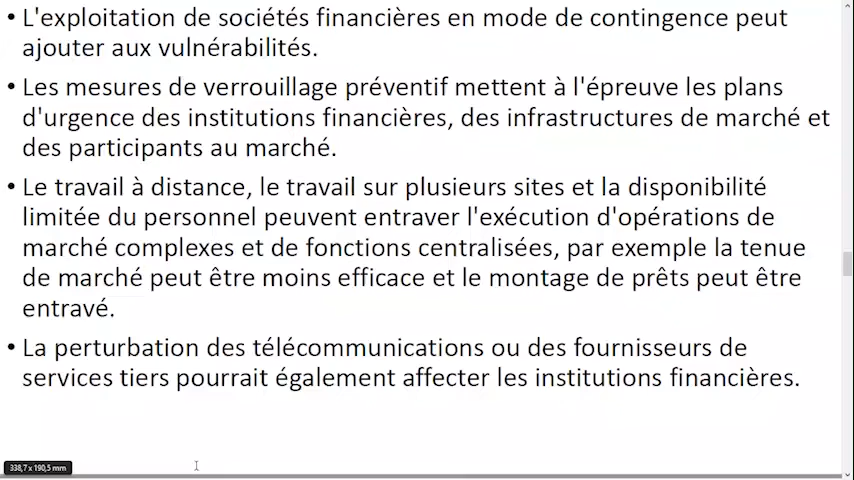 • L'exploitation de sociétés financières en mode de contingence peut
ajouter aux vulnérabilités.
• Les mesures de verrouillage préventif mettent à l'épreuve les plans
d'urgence des institutions financières, des infrastructures de marché et
des participants au marché.
• Le travail à distance, le travail sur plusieurs sites et la disponibilité
limitée du personnel peuvent entraver l'exécution d'opérations de
marché complexes et de fonctions centralisées, par exemple la tenue
de marché peut être moins efficace et le montage de prêts peut être
entravé.
• La perturbation des télécommunications ou des fournisseurs de
services tiers pourrait également affecter les institutions financières.
338,7 x 190,5 mm